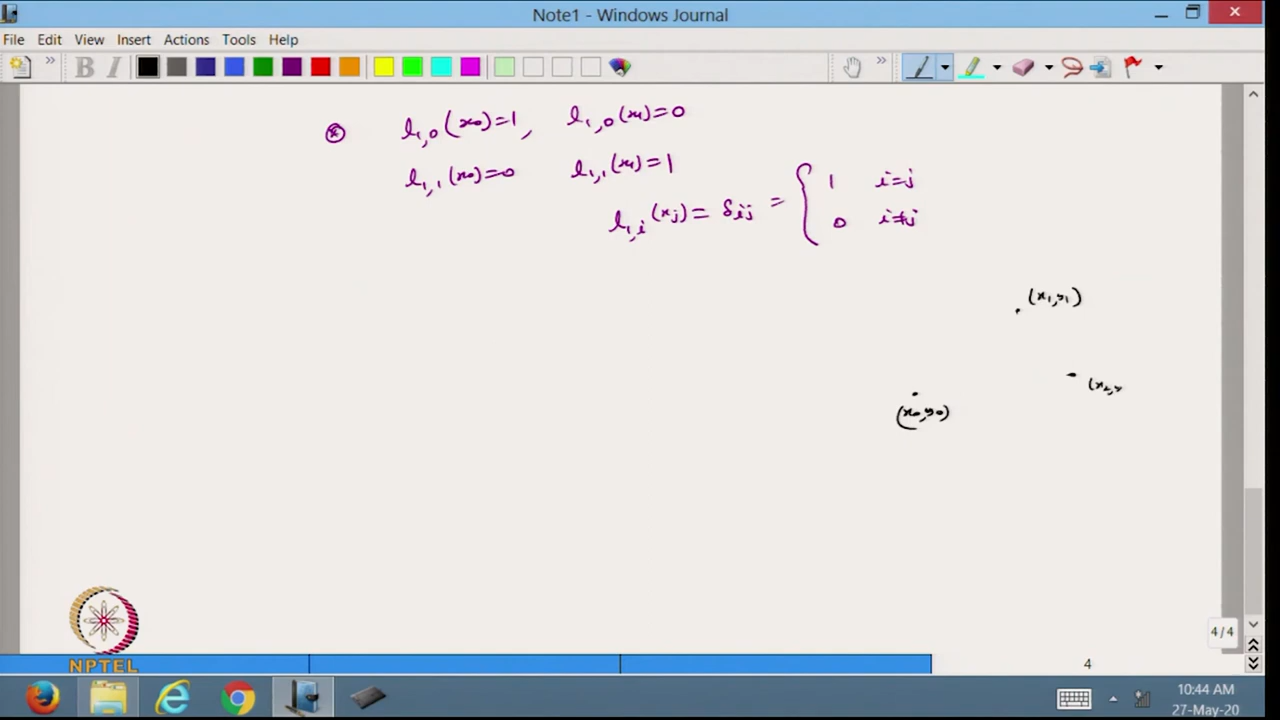 Note1 - Windows Journal
File Edit View Insert Actions Tools Help
B I
⊛ l₁,₀(x₀)=1, l₁,₀(x₁)=0
l₁,₁(x₀)=0 l₁,₁(x₁)=1
l₁,ᵢ(xⱼ) = δᵢⱼ = { 1 i=j
0 i≠j
(x₁,y₁)
(x₂,y
(x₀,y₀)
4 / 4
NPTEL
4
10:44 AM
27-May-20